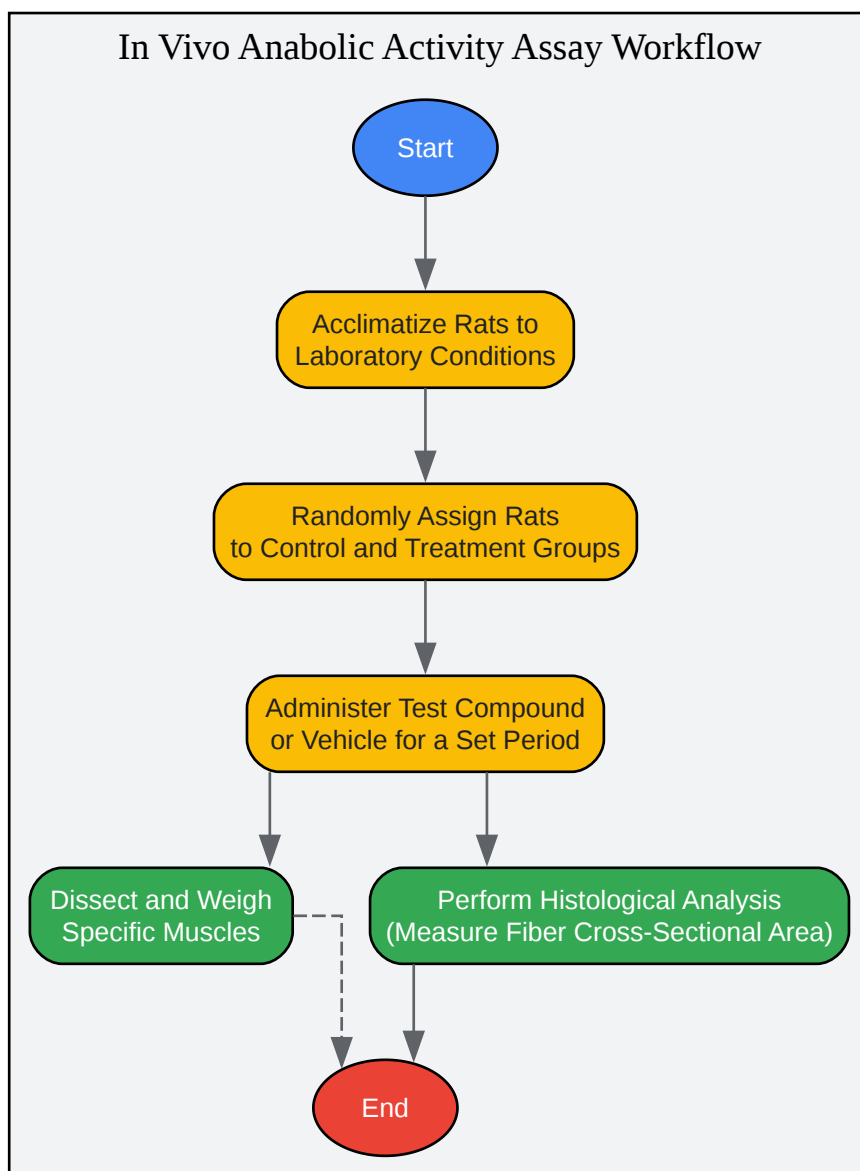 In Vivo Anabolic Activity Assay Workflow
Start
Acclimatize Rats to
Laboratory Conditions
Randomly Assign Rats
to Control and Treatment Groups
Administer Test Compound
or Vehicle for a Set Period
Dissect and Weigh
Specific Muscles
Perform Histological Analysis
(Measure Fiber Cross-Sectional Area)
End